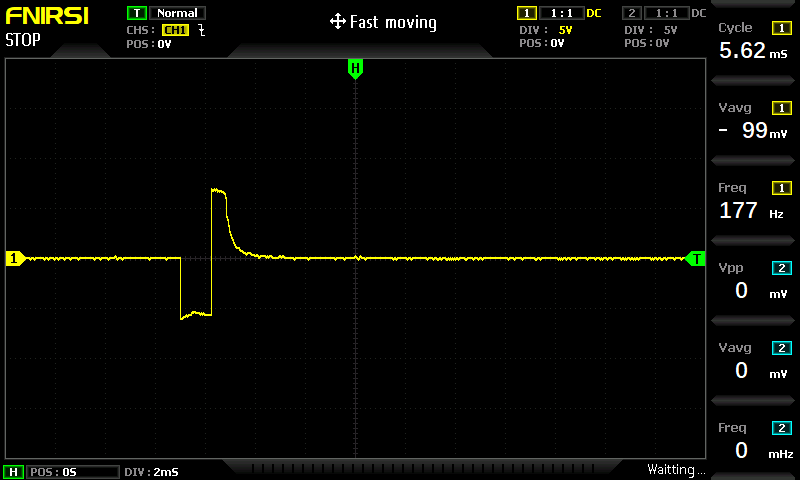 FNIRSI
STOP
T Normal
CHS: CH1
POS: 0V
Fast moving
1 1:1 DC
DIV: 5V
POS: 0V
2 1:1 DC
DIV: 5V
POS: 0V
H
1
T
Cycle 1
5.62 mS
Vavg 1
- 99 mV
Freq 1
177 Hz
Vpp 2
0 mV
Vavg 2
0 mV
Freq 2
0 mHz
H POS: 0S DIV: 2mS
Waitting...